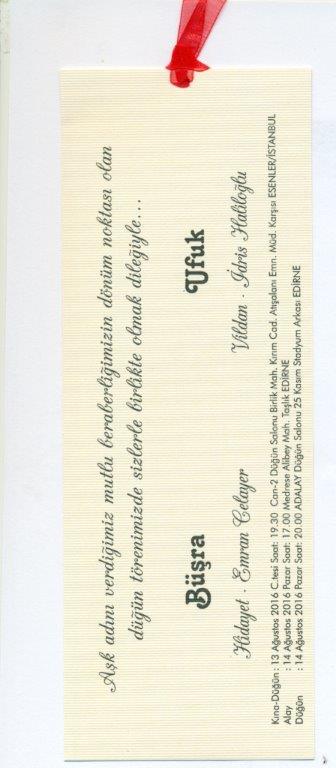 Aşk adını verdiğimiz mutlu beraberliğimizin dönüm noktası olan
düğün törenimizde sizlerle birlikte olmak dileğiyle...
Büşra Ufuk
Hidayet - Emran Celayer Vildan - İdris Haliloğlu
Kına-Düğün : 13 Ağustos 2016 C.tesi Saat: 19.30 Can-2 Düğün Salonu Birlik Mah. Kırım Cad. Atışalanı Emn. Müd. Karşısı ESENLER/İSTANBUL
Alay : 14 Ağustos 2016 Pazar Saat: 17.00 Medrese Alibey Mah. Taşlık EDİRNE
Düğün : 14 Ağustos 2016 Pazar Saat: 20.00 ADALAY Düğün Salonu 25 Kasım Stadyum Arkası EDİRNE